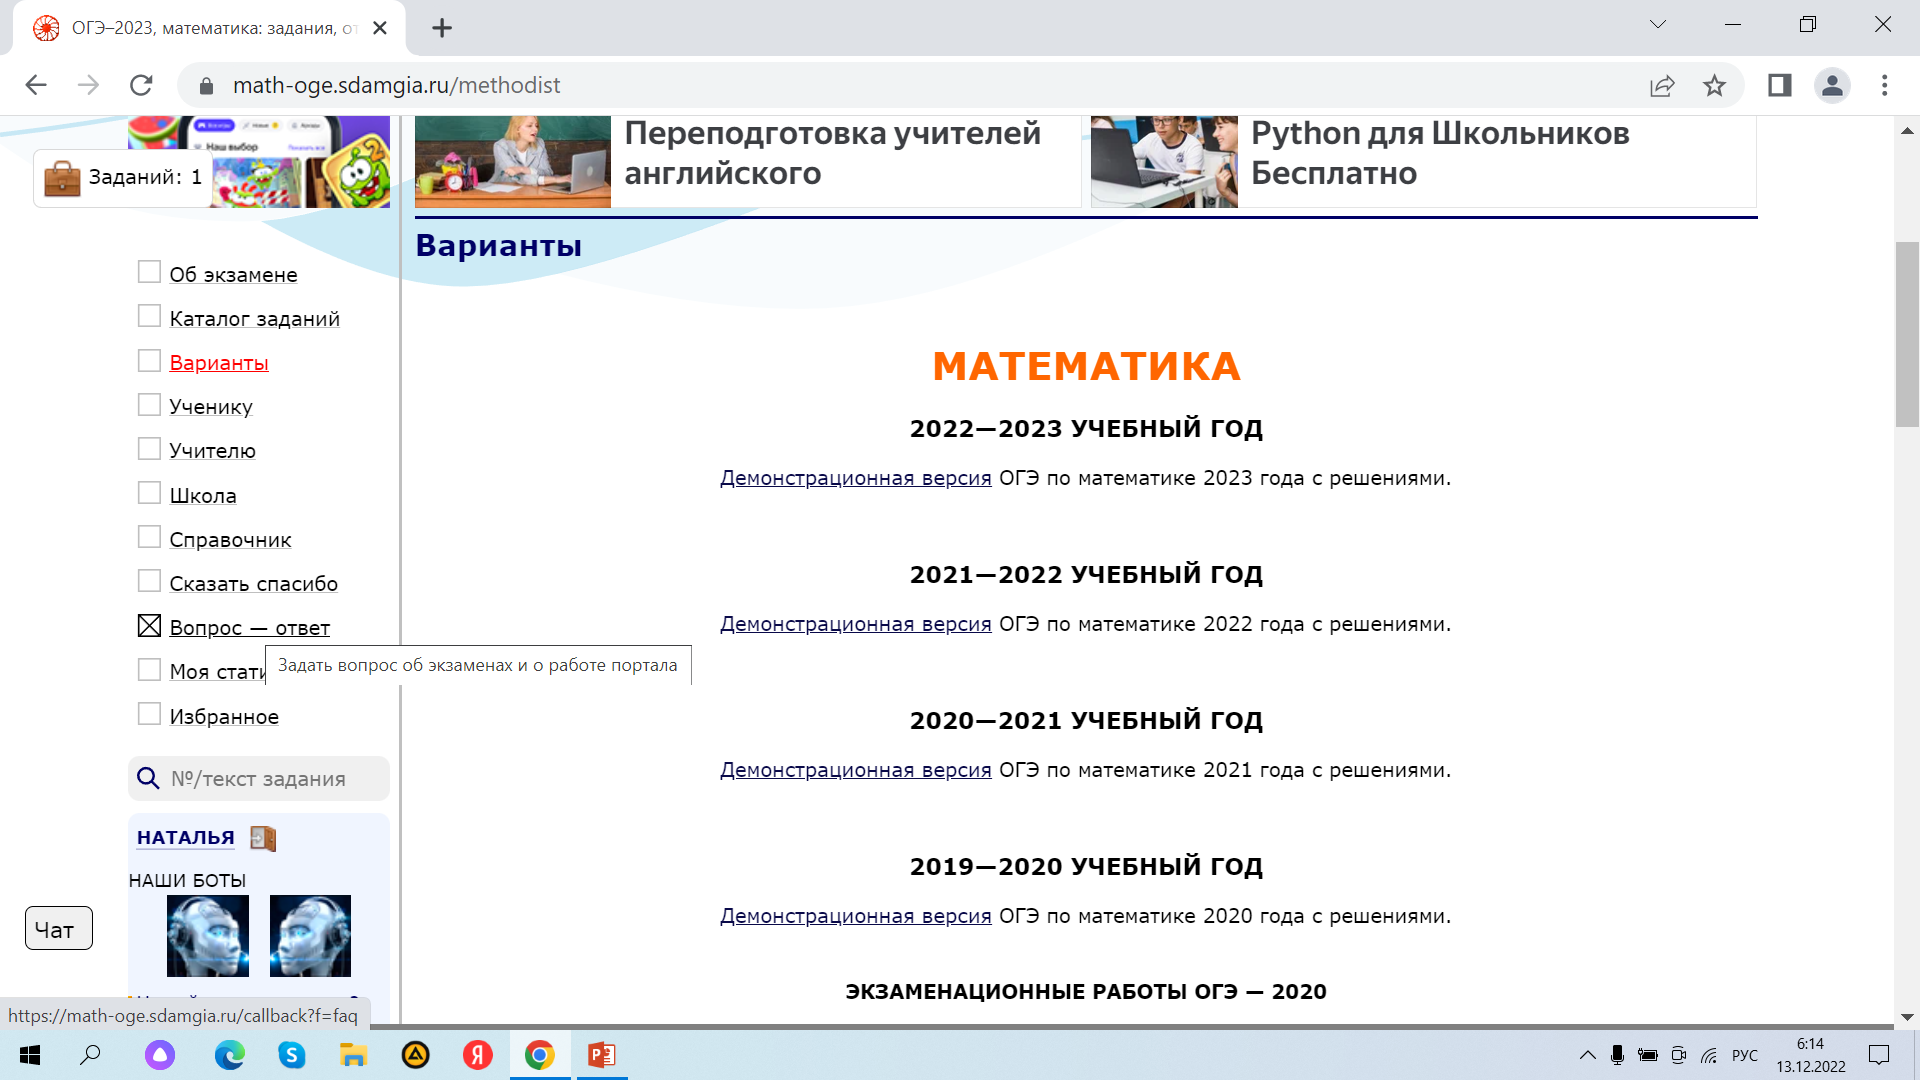 ОГЭ–2023, математика: задания, от
math-oge.sdamgia.ru/methodist
Наш выбор
Переподготовка учителей
английского
Python для Школьников
Бесплатно
Заданий: 1
Варианты
Об экзамене
Каталог заданий
Варианты
Ученику
Учителю
Школа
Справочник
Сказать спасибо
Вопрос — ответ
Задать вопрос об экзаменах и о работе портала
Моя стати
Избранное
№/текст задания
НАТАЛЬЯ
НАШИ БОТЫ
Чат
МАТЕМАТИКА
2022—2023 УЧЕБНЫЙ ГОД
Демонстрационная версия ОГЭ по математике 2023 года с решениями.
2021—2022 УЧЕБНЫЙ ГОД
Демонстрационная версия ОГЭ по математике 2022 года с решениями.
2020—2021 УЧЕБНЫЙ ГОД
Демонстрационная версия ОГЭ по математике 2021 года с решениями.
2019—2020 УЧЕБНЫЙ ГОД
Демонстрационная версия ОГЭ по математике 2020 года с решениями.
ЭКЗАМЕНАЦИОННЫЕ РАБОТЫ ОГЭ — 2020
https://math-oge.sdamgia.ru/callback?f=faq
РУС
6:14
13.12.2022